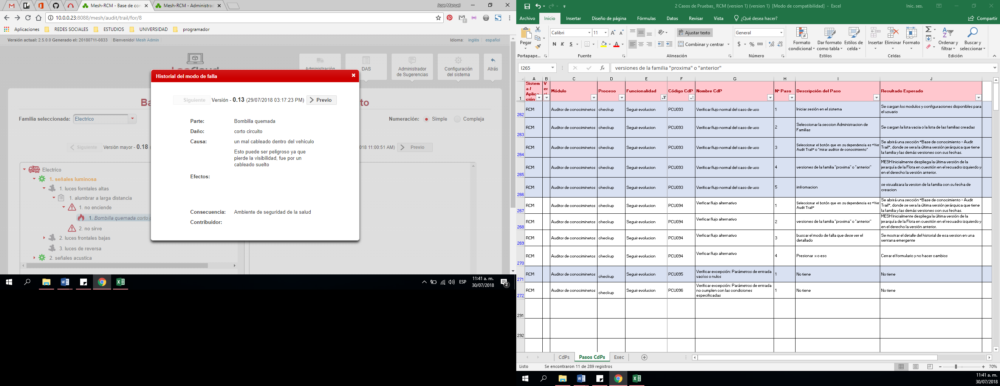 Mesh-RCM - Base de con
Mesh-RCM - Administrad
Jose Manuel
10.0.0.23:8088/mesh/audit/trail/for/8
Aplicaciones
REDES SOCIALES
ESTUDIOS
UNIVERSIDAD
programador
Versión actual: 2.5.0.0 Generado el: 20180711-0833
Bienvenido! Mesh Admin
Idioma: inglés español
Administración
DAS
Administrador
de Sugerencias
Configuración
del sistema
Atrás
Familia seleccionada: Electrico
Numeración: Simple Compleja
Siguiente Versión mayor - 0.18
018 11:00:51 AM) Previo
Electrico
1. señales luminosa
1. luces forntales altas
1. alumbrar a larga distancia
1. no enciende
1. Bombilla quemada corto
2. no sirve
2. luces frontales bajas
3. luces de reversa
2. señales acustica
Historial del modo de falla
Siguiente Versión - 0.13 (29/07/2018 03:17:23 PM) Previo
Parte: Bombilla quemada
Daño: corto circuito
Causa: un mal cableado dentro del vehiculo
Esto puede ser peligroso ya que
pierde la visibilidad, fue por un
cableado suelto
Efectos:
Consecuencia: Ambiente de seguridad de la salud
Contribuidor:
ESP
11:41 a. m.
30/07/2018
2
2 Casos de Pruebas_ RCM (version 1) (version 1) [Modo de compatibilidad] - Excel
Inic. ses.
Archivo Inicio Insertar Diseño de página Fórmulas Datos Revisar Vista ¿Qué desea hacer?
Compartir
Pegar
Calibri 11
N K S
Ajustar texto
Combinar y centrar
General
$ % 000
Formato
condicional
Dar formato
como tabla
Estilos de
celda
Insertar Eliminar Formato
Ordenar y
filtrar
Buscar y
seleccionar
Portapape... Fuente Alineación Número Estilos Celdas Edición
I265 fx versiones de la familia "proxima" o "anterior"
A B C D E F G H I J
1 Sistem
a /
Aplica
ción
V
er
Módulo Proceso Funcionalidad Código CdP Nombre CdP N° Paso Descripción del Paso Resultado Esperado
262 RCM Auditor de conociminetos checkup Seguir evolucion PCU093 Verificar flujo normal del caso de uso 1 Iniciar sesión en el sistema Se cargan los modulos y configuraciones disponibles para
el usuario
263 RCM Auditor de conociminetos checkup Seguir evolucion PCU093 Verificar flujo normal del caso de uso 2 Seleccionar la seccion Administracion de
Familias Se cargan la lista vacia o la lista de las familias creadas
264 RCM Auditor de conociminetos checkup Seguir evolucion PCU093 Verificar flujo normal del caso de uso 3 Seleccionar el botón que en su dependencia es “Ver
Audit Trail” o "mirar auditor de conocimiento" Se abrirá una sección “Base de conocimiento - Audit
Trail”, donde se vera la última versión jerárquica que tiene
la familia y las demás versiones con sus fechas.
265 RCM Auditor de conociminetos checkup Seguir evolucion PCU093 Verificar flujo normal del caso de uso 4 versiones de la familia "proxima" o "anterior" MESH Inicialmente despliega la última versión de la
jerarquía de la Flota en cuestión en el recuadro izquierdo y
en el derecho la versión anterior.
266 RCM Auditor de conociminetos checkup Seguir evolucion PCU093 Verificar flujo normal del caso de uso 5 imfromacion se visualizara la version de la familia con su fecha de
creacion
267 RCM Auditor de conociminetos checkup Seguir evolucion PCU094 Verficar flujo alternativo 1 Seleccionar el botón que en su dependencia es “Ver
Audit Trail” Se abrirá una sección “Base de conocimiento - Audit
Trail”, donde se vera la última versión jerárquica que tiene
la familia y las demás versiones con sus fechas.
268 RCM Auditor de conociminetos checkup Seguir evolucion PCU094 Verficar flujo alternativo 2 versiones de la familia "proxima" o "anterior" MESH Inicialmente despliega la última versión de la
jerarquía de la Flota en cuestión en el recuadro izquierdo y
en el derecho la versión anterior.
269 RCM Auditor de conociminetos checkup Seguir evolucion PCU094 Verficar flujo alternativo 3 buscar el modo de falla que dese ver el
detallado Se mostrar el detalle del historial de esa version en una
ventana emergente
270 RCM Auditor de conociminetos checkup Seguir evolucion PCU094 Verficar flujo alternativo 4 Presionar x o esc Cerrar el formulario y no hacer cambios
271 RCM Auditor de conociminetos checkup Seguir evolucion PCU095 Verificar excepción: Parámetros de entrada
vacíos o nulos 1 No tiene No tiene
272 RCM Auditor de conociminetos checkup Seguir evolucion PCU096 Verificar excepción: Parámetros de entrada
no cumplen con las condiciones
especificadas 1 No tiene No tiene
291
292
CdPs Pasos CdPs Exec
Listo Se encontraron 11 de 289 registros
70%
11:41 a. m.
30/07/2018